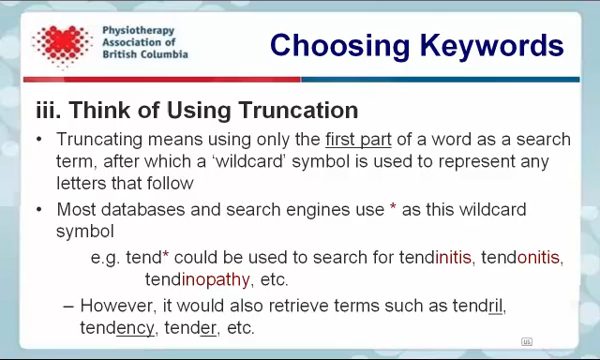 Physiotherapy
Association of
British Columbia
Choosing Keywords
iii. Think of Using Truncation
• Truncating means using only the first part of a word as a search
term, after which a ‘wildcard’ symbol is used to represent any
letters that follow
• Most databases and search engines use * as this wildcard
symbol
e.g. tend* could be used to search for tendinitis, tendonitis,
tendinopathy, etc.
– However, it would also retrieve terms such as tendril,
tendency, tender, etc.